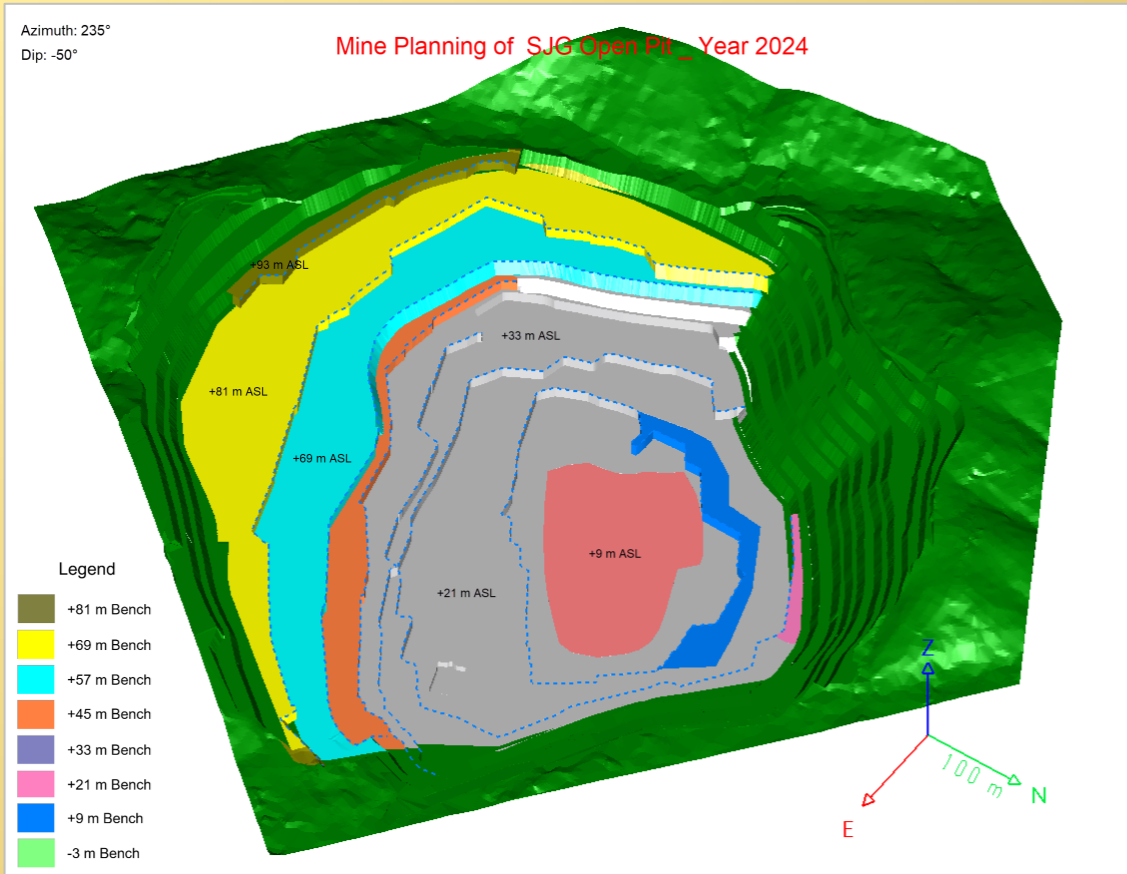 Azimuth: 235°
Dip: -50°
Mine Planning of SJG Open Pit _ Year 2024
+93 m ASL
+33 m ASL
+81 m ASL
+69 m ASL
+9 m ASL
+21 m ASL
Legend
+81 m Bench
+69 m Bench
+57 m Bench
+45 m Bench
+33 m Bench
+21 m Bench
+9 m Bench
-3 m Bench
Z
100 m
N
E